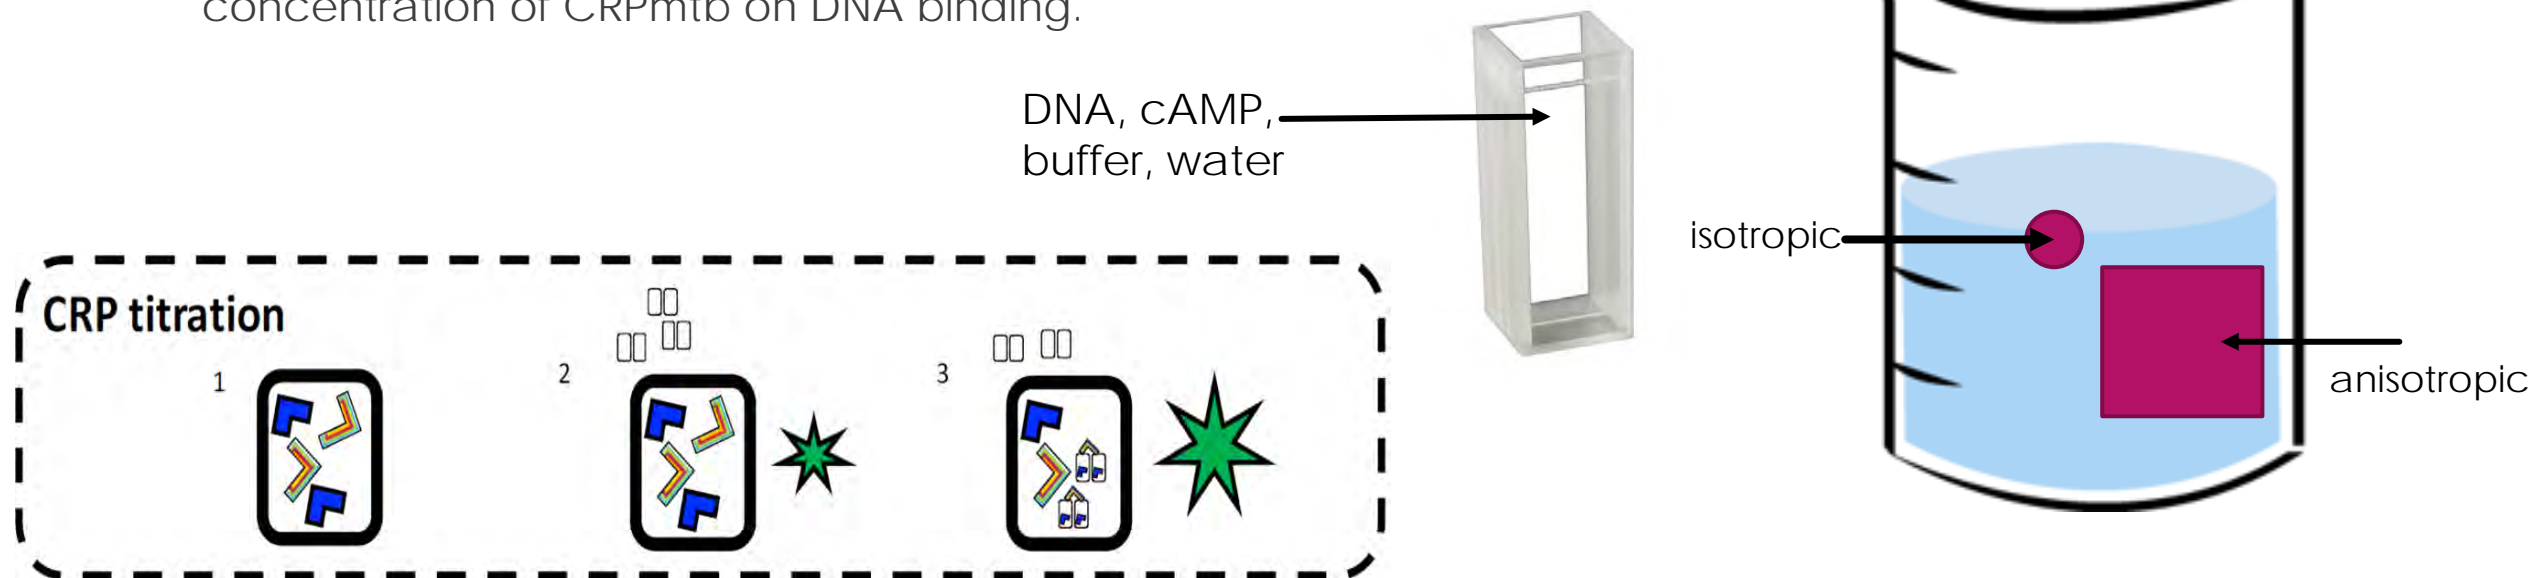 concentration of CRPmtb on DNA binding.
DNA, cAMP,
buffer, water
isotropic
anisotropic
CRP titration
1
2
3